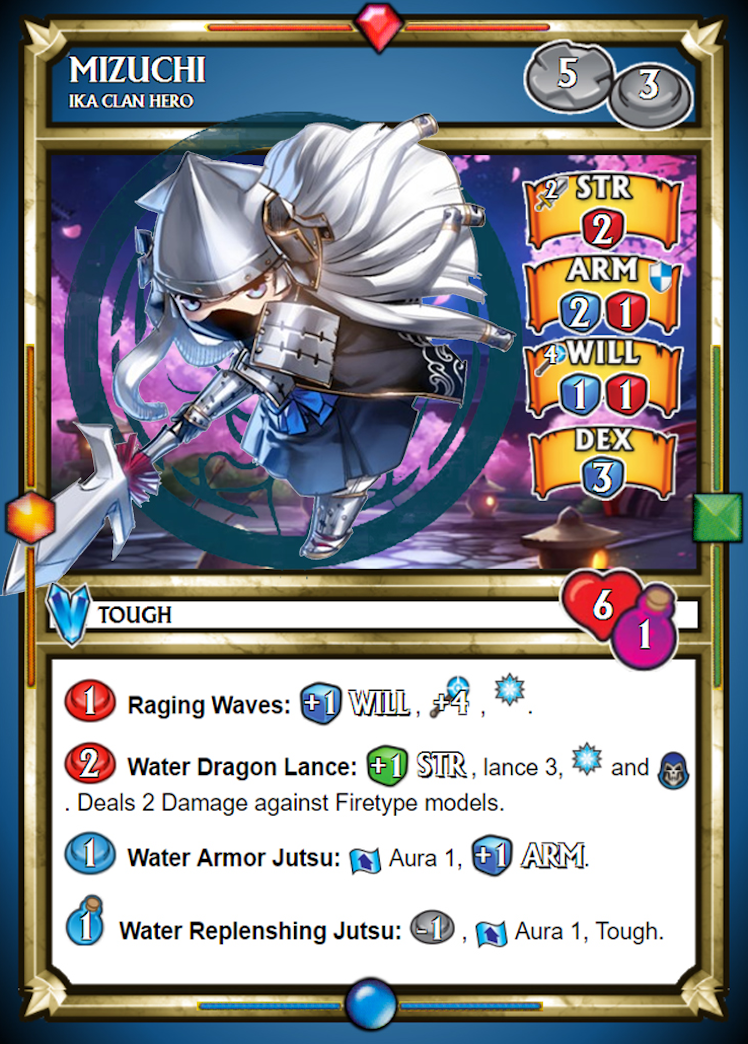 MIZUCHI
IKA CLAN HERO
5 3
2 STR
2
ARM
2 1
4 WILL
1 1
DEX
3
TOUGH
6 1
1 Raging Waves: +1 WILL, +4, .
2 Water Dragon Lance: +1 STR, lance 3, and
. Deals 2 Damage against Firetype models.
1 Water Armor Jutsu: Aura 1, +1 ARM.
1 Water Replenshing Jutsu: -1, Aura 1, Tough.